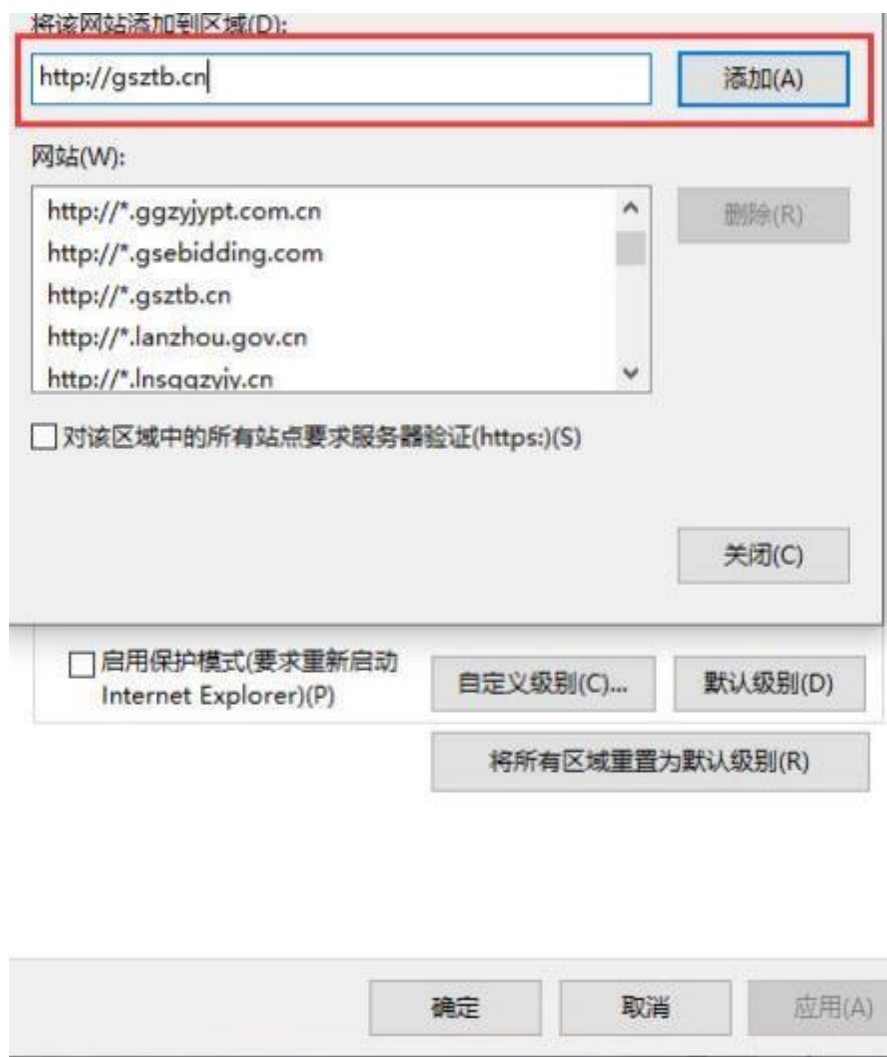 将该网站添加到区域(D):
http://gsztb.cn
添加(A)
网站(W):
http://*.ggzyjypt.com.cn
删除(R)
http://*.gsebidding.com
http://*.gsztb.cn
http://*.lanzhou.gov.cn
http://*.lnsggzyjy.cn
对该区域中的所有站点要求服务器验证(https:)(S)
关闭(C)
启用保护模式(要求重新启动
Internet Explorer)(P)
自定义级别(C)...
默认级别(D)
将所有区域重置为默认级别(R)
确定
取消
应用(A)